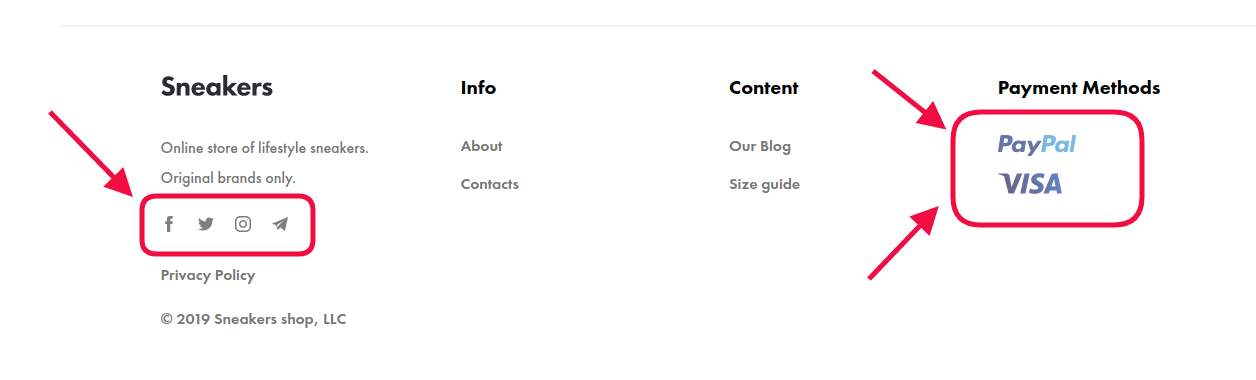 Sneakers
Online store of lifestyle sneakers.
Original brands only.
Privacy Policy
© 2019 Sneakers shop, LLC
Info
About
Contacts
Content
Our Blog
Size guide
Payment Methods
PayPal
VISA